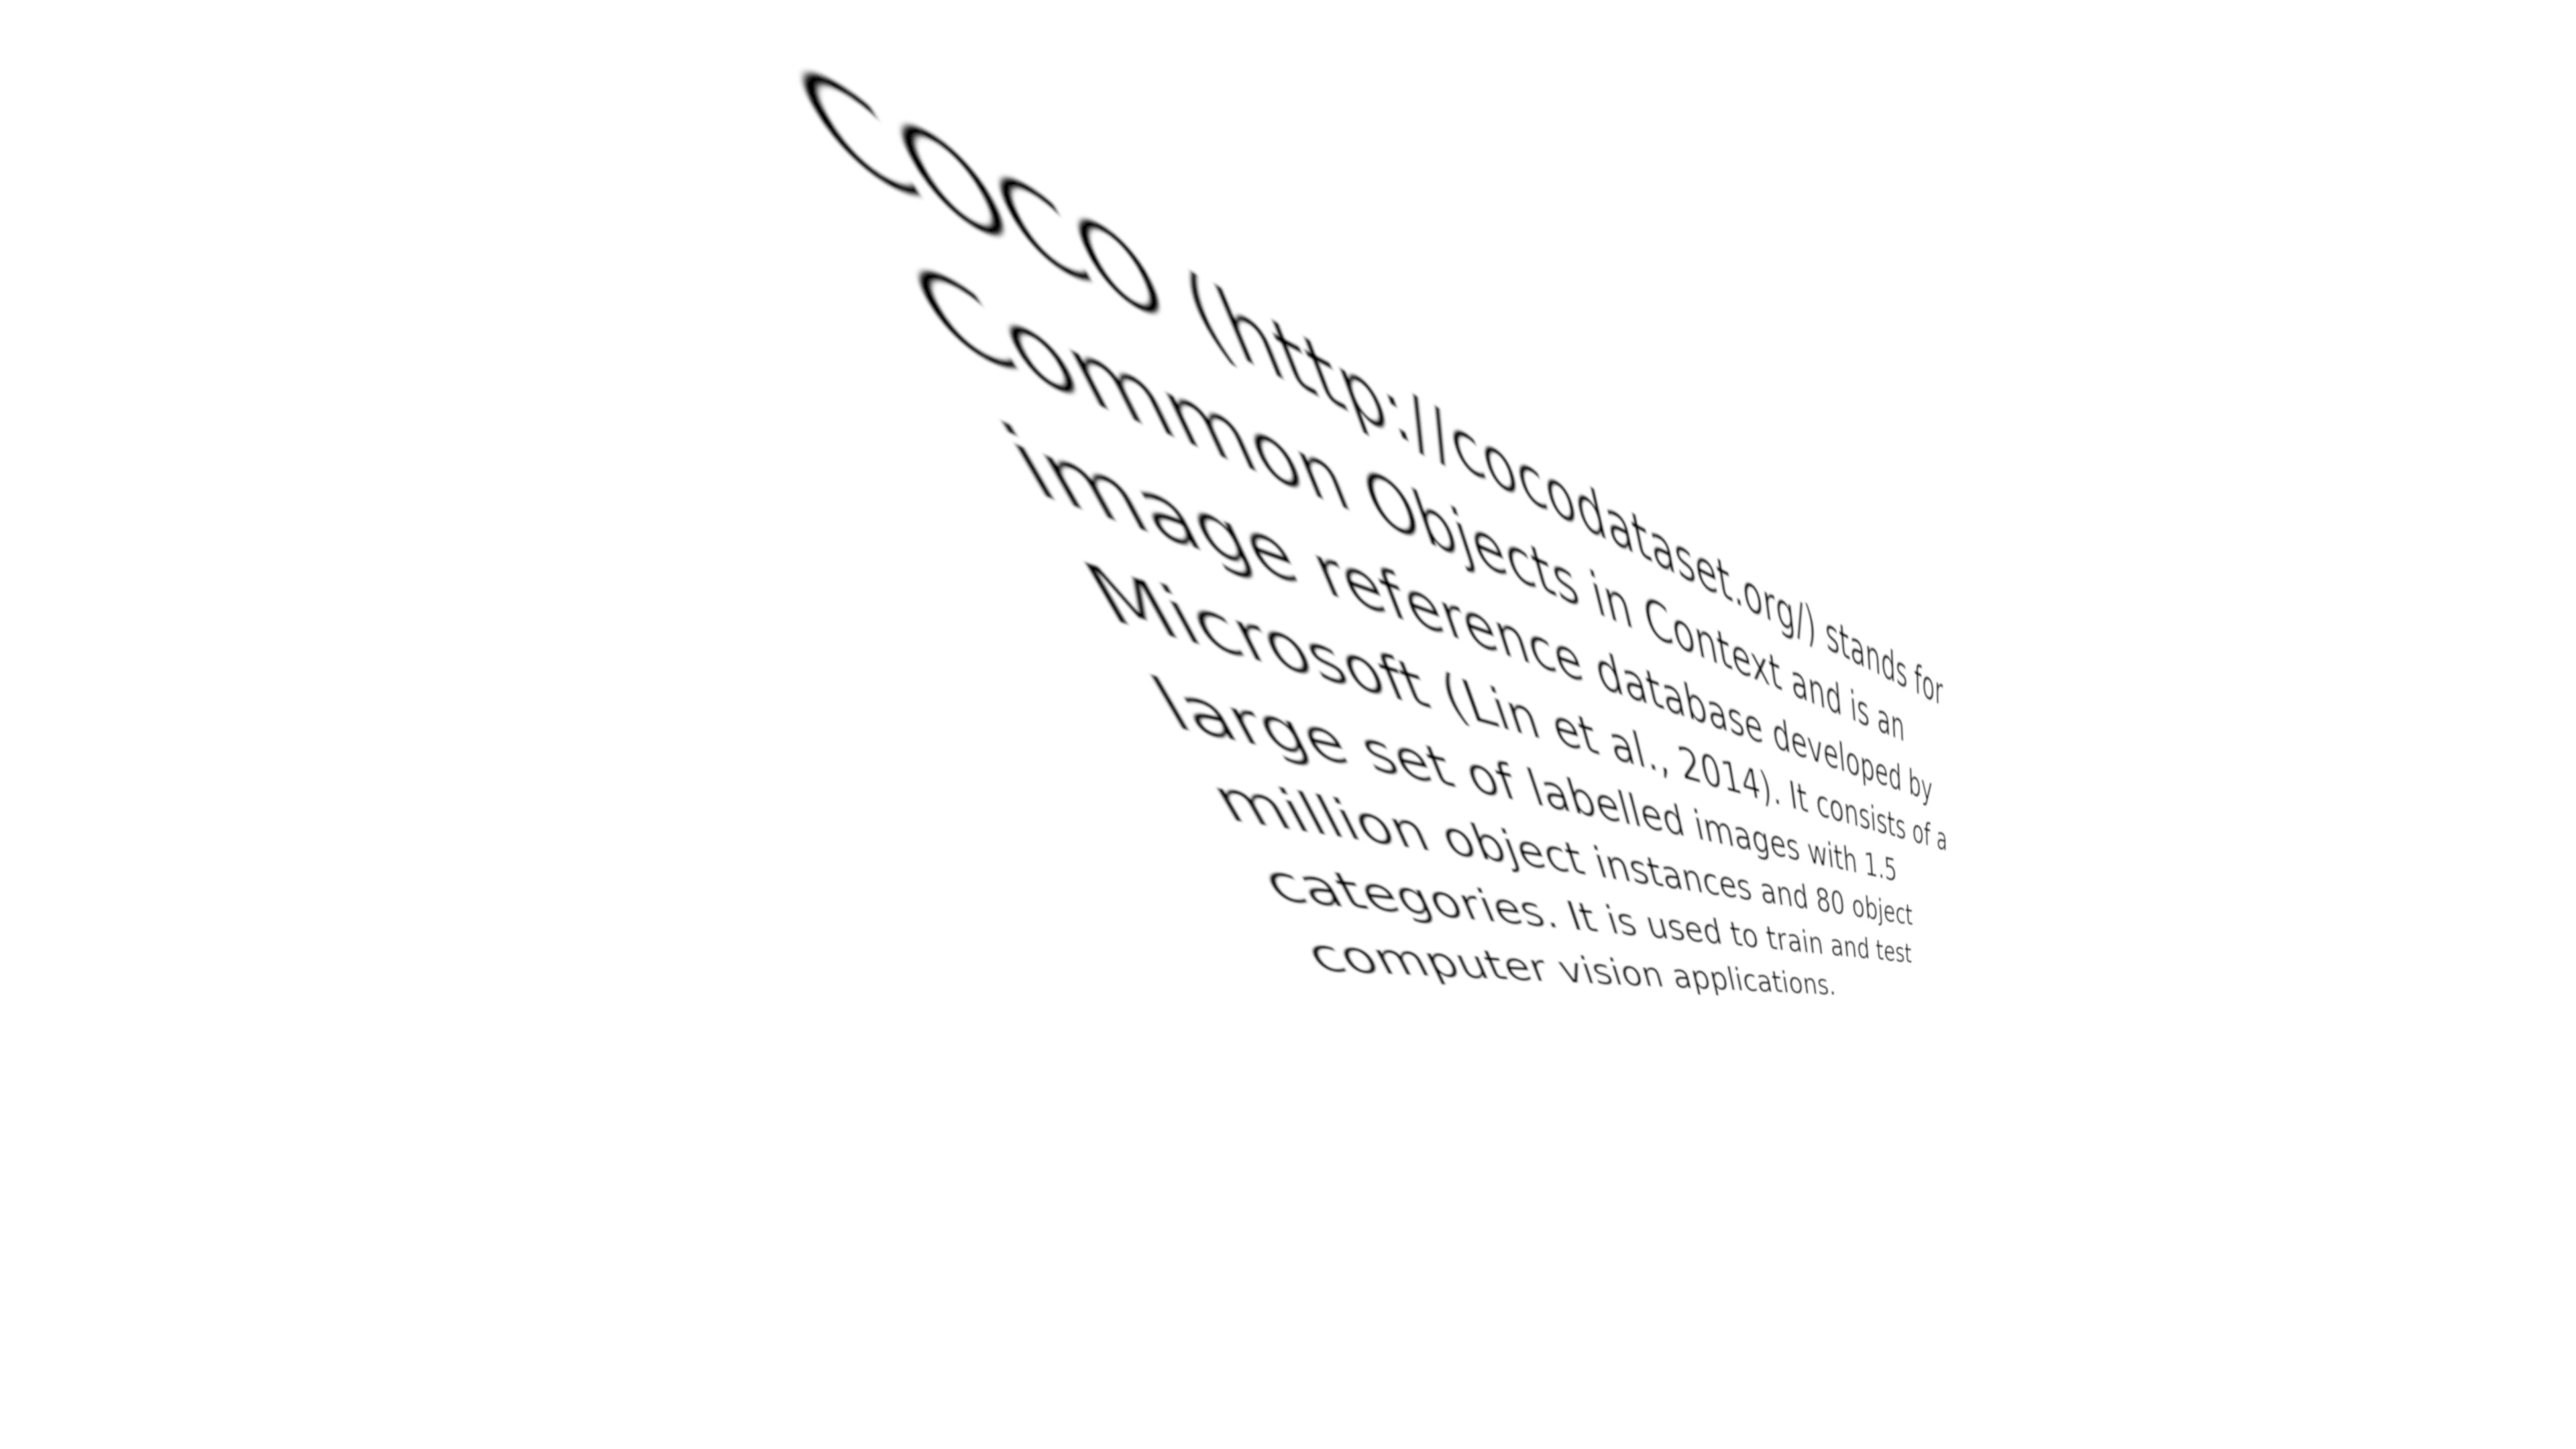 COCO (http://cocodataset.org/) stands for
Common Objects in Context and is an
image reference database developed by
Microsoft (Lin et al., 2014). It consists of a
large set of labelled images with 1.5
million object instances and 80 object
categories. It is used to train and test
computer vision applications.